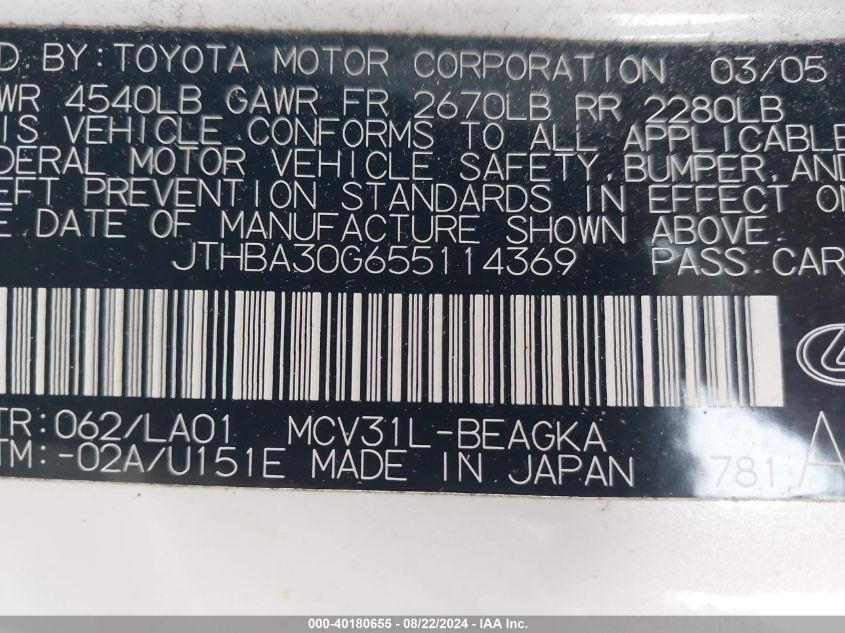 D BY: TOYOTA MOTOR CORPORATION 03/05
WR 4540LB GAWR FR 2670LB RR 2280LB
IS VEHICLE CONFORMS TO ALL APPLICABLE
DERAL MOTOR VEHICLE SAFETY, BUMPER, AND
EFT PREVENTION STANDARDS IN EFFECT ON
E DATE OF MANUFACTURE SHOWN ABOVE.
JTHBA30G655114369 PASS. CAR
TR: 062/LA01 MCV31L-BEAGKA
TM: -02A/U151E MADE IN JAPAN 781 A
000-40180655 - 08/22/2024 - IAA Inc.